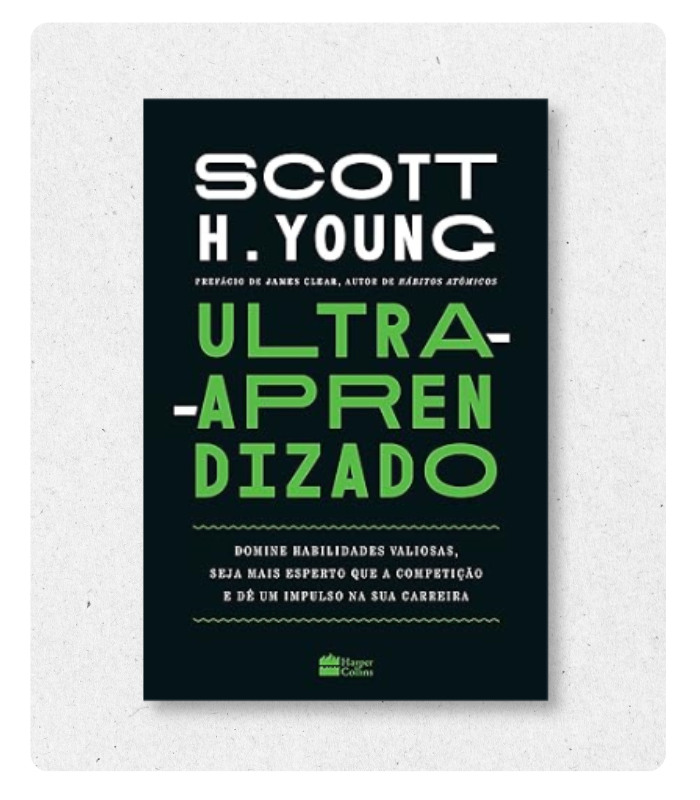 SCOTT
H. YOUNG
PREFÁCIO DE JAMES CLEAR, AUTOR DE HÁBITOS ATÔMICOS
ULTRA-
-APREN
DIZADO
DOMINE HABILIDADES VALIOSAS,
SEJA MAIS ESPERTO QUE A COMPETIÇÃO
E DÊ UM IMPULSO NA SUA CARREIRA
Harper
Collins